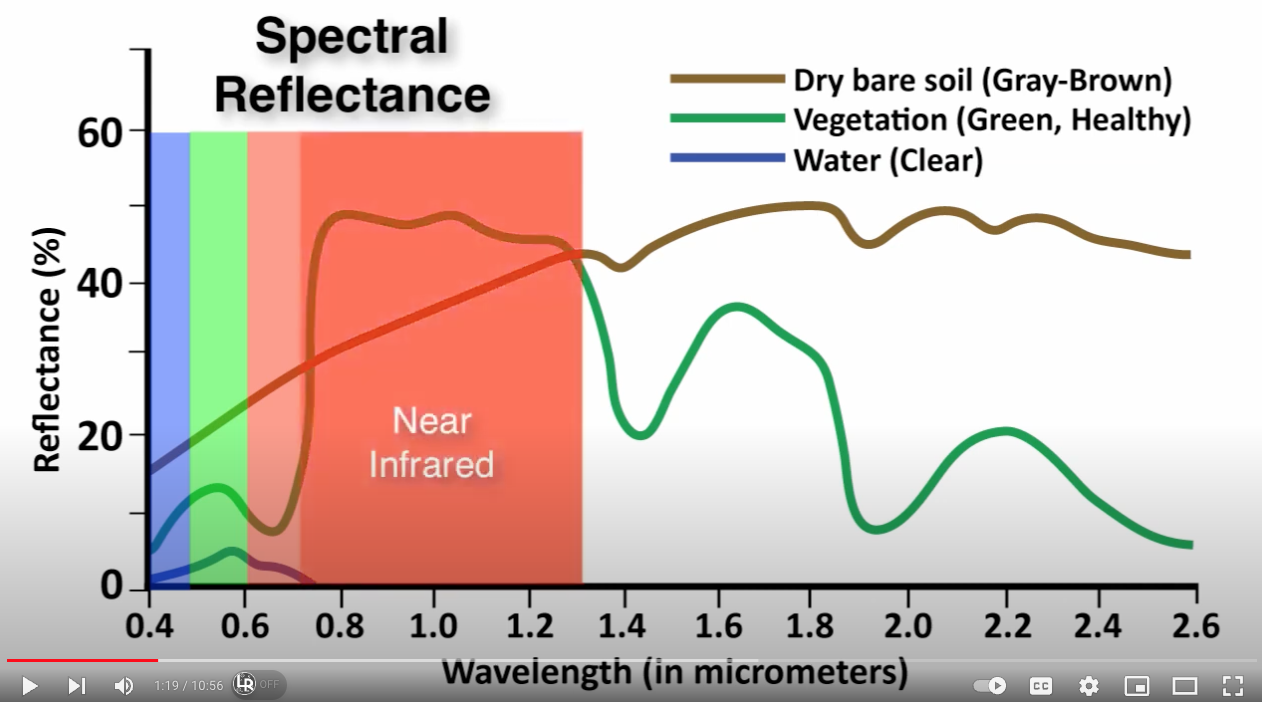 Spectral
Reflectance
Dry bare soil (Gray-Brown)
Vegetation (Green, Healthy)
Water (Clear)
60
40
20
0
Reflectance (%)
Near
Infrared
0.4 0.6 0.8 1.0 1.2 1.4 1.6 1.8 2.0 2.2 2.4 2.6
Wavelength (in micrometers)
1:19 / 10:56 LR OFF CC